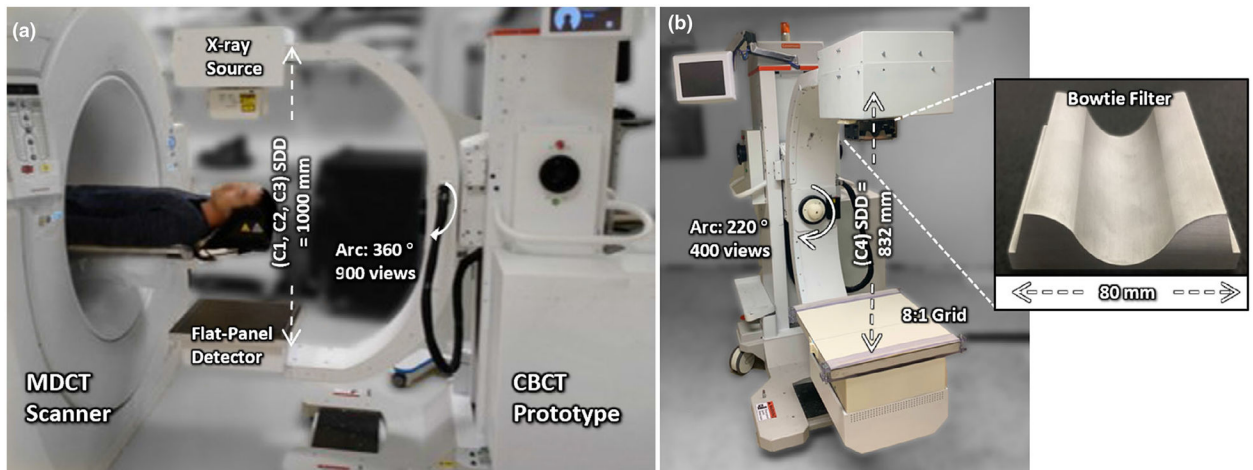 (a)
X-ray
Source
(C1, C2, C3) SDD
= 1000 mm
Arc: 360 °
900 views
Flat-Panel
Detector
MDCT
Scanner
CBCT
Prototype
(b)
Arc: 220 °
400 views
(C4) SDD =
832 mm
8:1 Grid
Bowtie Filter
80 mm